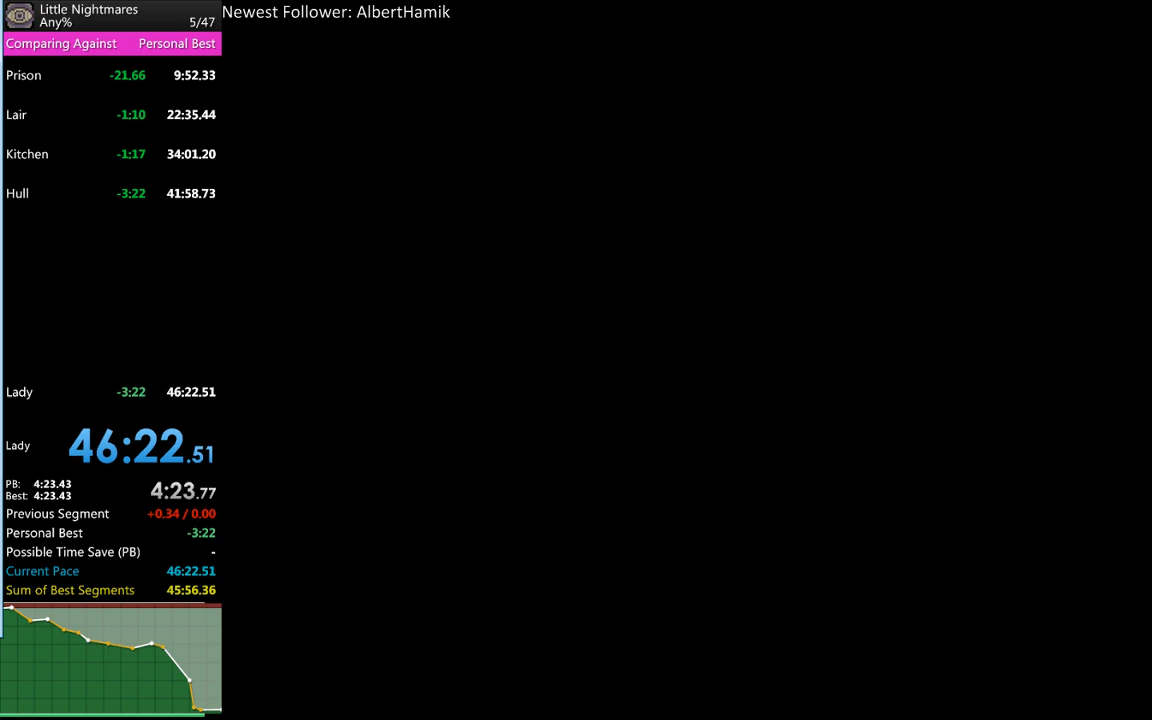 Little Nightmares
Any% 5/47
Newest Follower: AlbertHamik
Comparing Against Personal Best
Prison -21.66 9:52.33
Lair -1:10 22:35.44
Kitchen -1:17 34:01.20
Hull -3:22 41:58.73
Lady -3:22 46:22.51
Lady 46:22.51
PB: 4:23.43
Best: 4:23.43 4:23.77
Previous Segment +0.34 / 0.00
Personal Best -3:22
Possible Time Save (PB) -
Current Pace 46:22.51
Sum of Best Segments 45:56.36